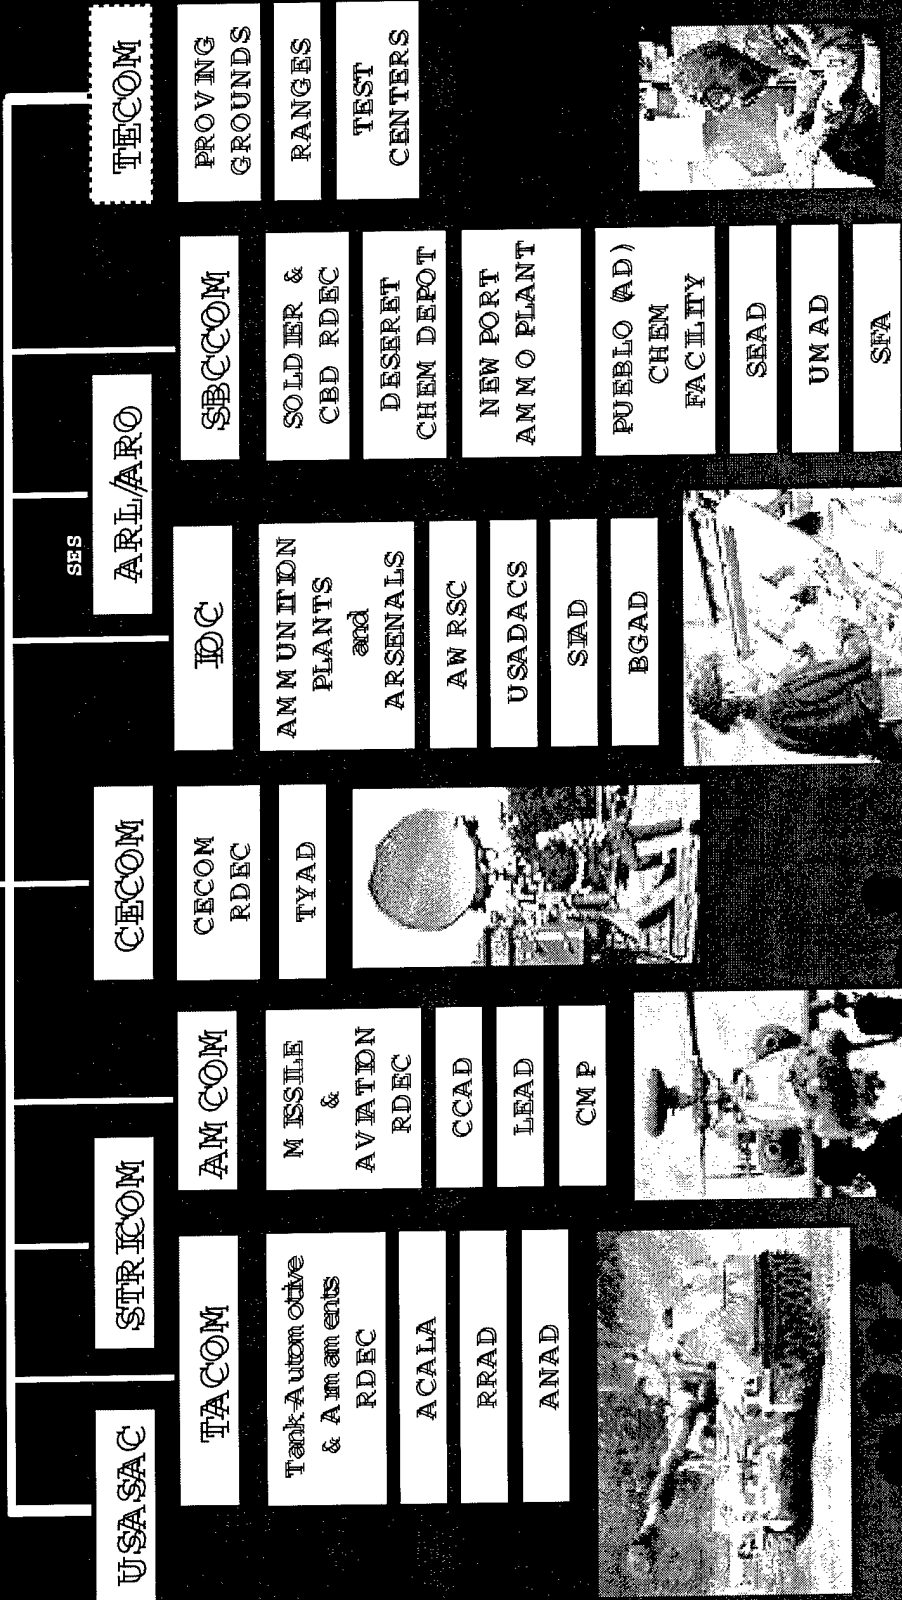 USASAC
STRICOM
CECOM
SES
ARL/ARO
TECOM
TACOM
Tank-Automotive
& Armaments
RDEC
ACALA
RRAD
ANAD
AMCOM
MISSILE
&
AVIATION
RDEC
CCAD
LEAD
CMP
CECOM
RDEC
TYAD
IOC
AMMUNITION
PLANTS
and
ARSENALS
AWRSC
USADACS
SIAD
BGAD
SBCCOM
SOLDIER &
CBD RDEC
DESERET
CHEM DEPOT
NEWPORT
AMMO PLANT
PUEBLO (AD)
CHEM
FACILITY
SEAD
UMAD
SFA
PROVING
GROUNDS
RANGES
TEST
CENTERS